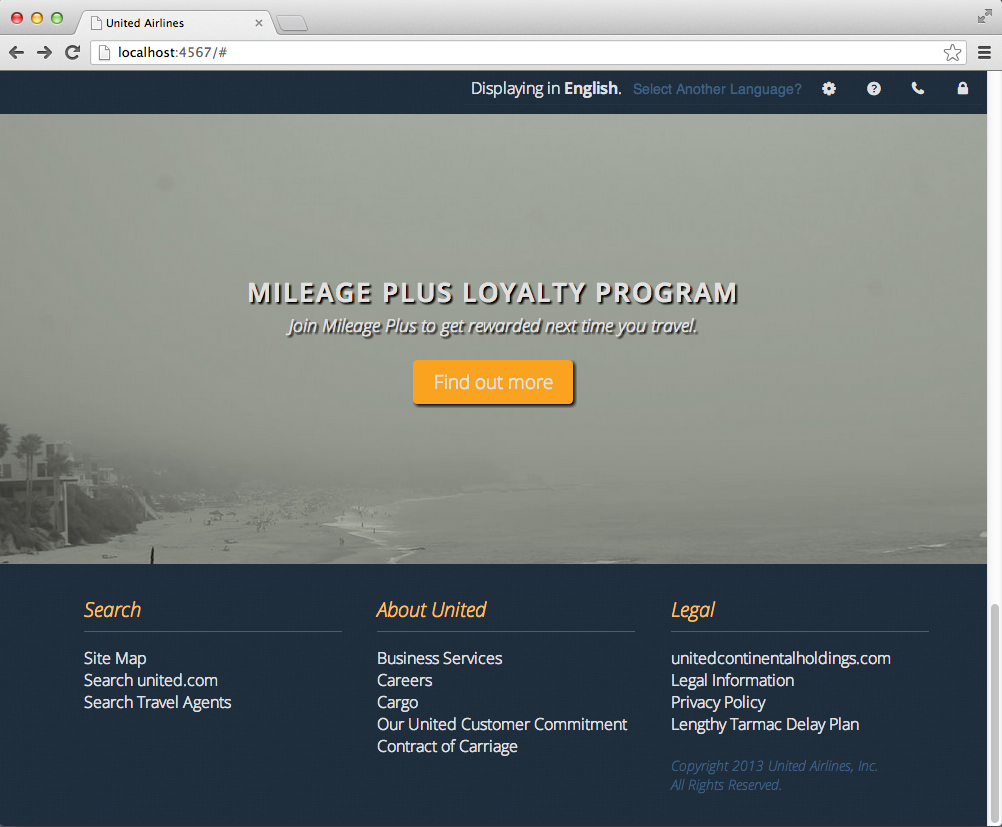 United Airlines
localhost:4567/#
Displaying in English. Select Another Language?
MILEAGE PLUS LOYALTY PROGRAM
Join Mileage Plus to get rewarded next time you travel.
Find out more
Search
Site Map
Search united.com
Search Travel Agents
About United
Business Services
Careers
Cargo
Our United Customer Commitment
Contract of Carriage
Legal
unitedcontinentalholdings.com
Legal Information
Privacy Policy
Lengthy Tarmac Delay Plan
Copyright 2013 United Airlines, Inc.
All Rights Reserved.